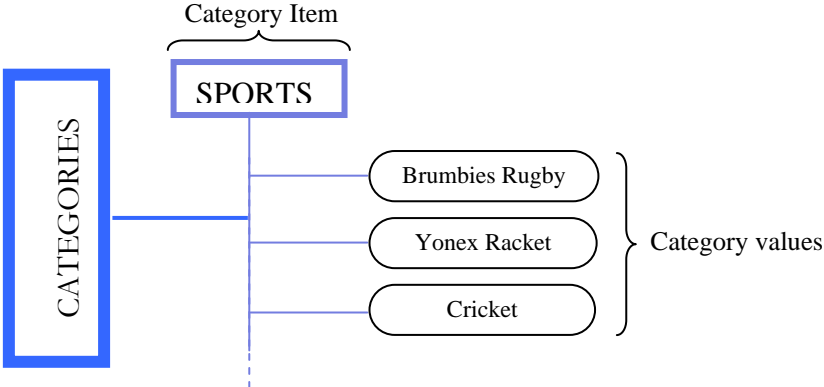 Category Item
SPORTS
CATEGORIES
Brumbies Rugby
Yonex Racket
Cricket
Category values